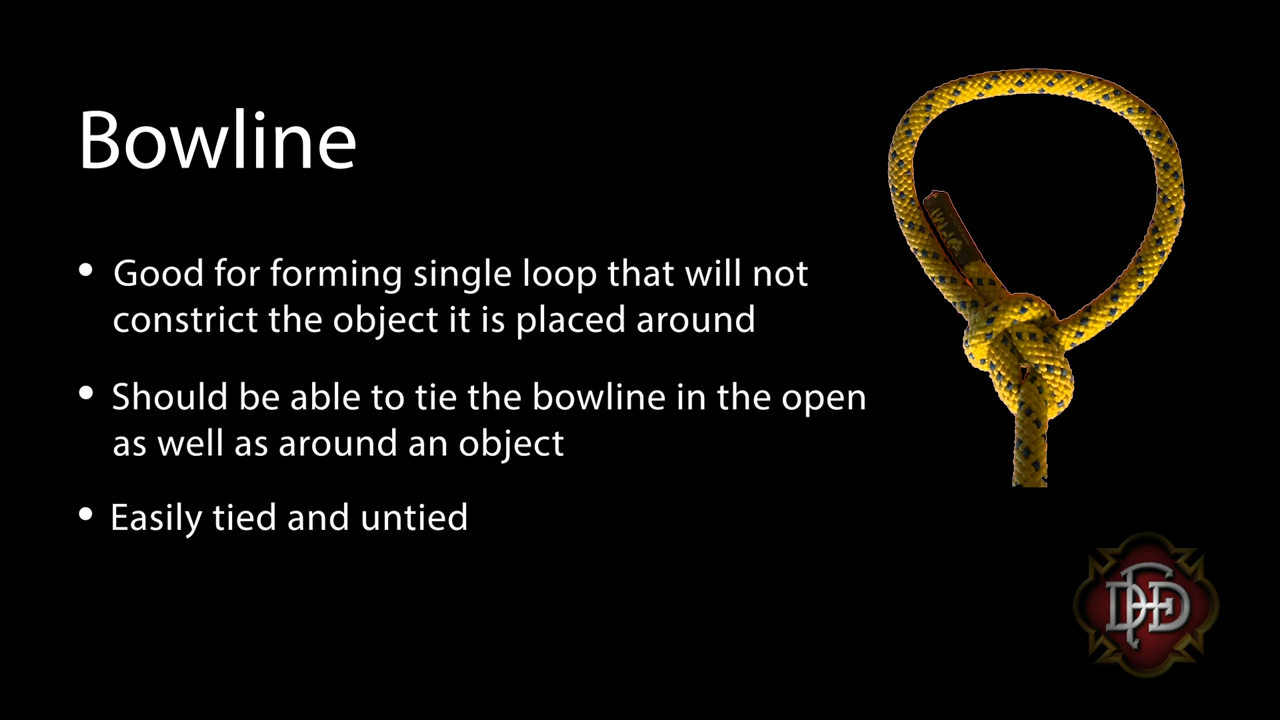 Bowline
• Good for forming single loop that will not
constrict the object it is placed around
• Should be able to tie the bowline in the open
as well as around an object
• Easily tied and untied
DFD